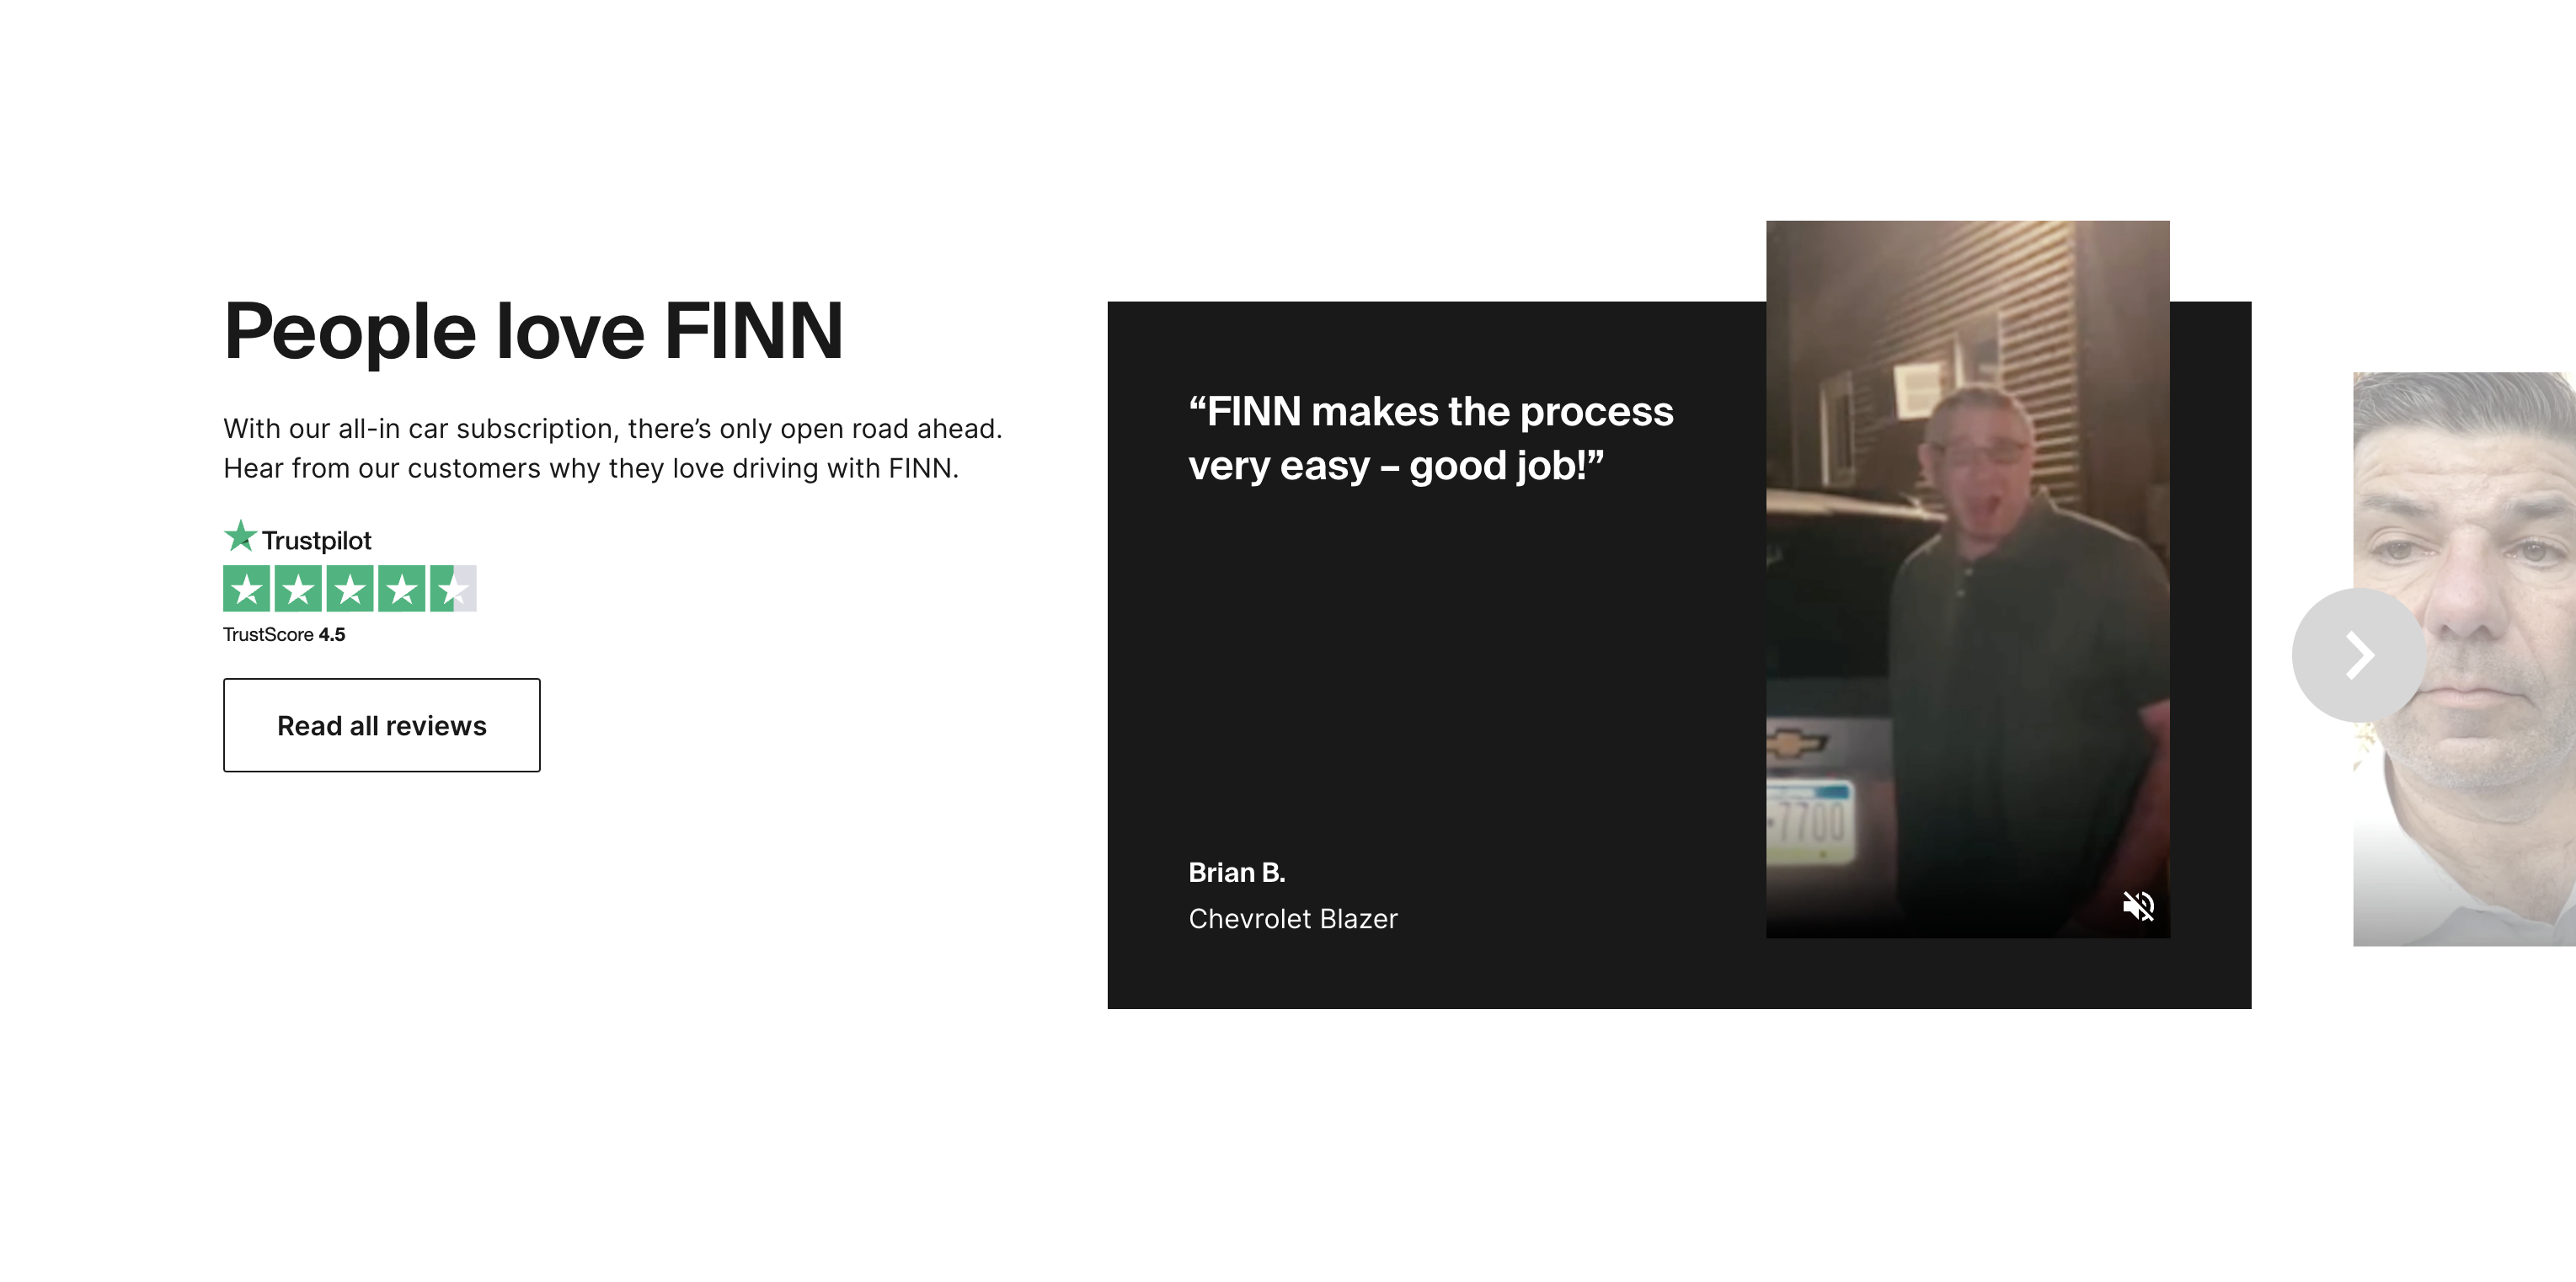 People love FINN
With our all-in car subscription, there’s only open road ahead.
Hear from our customers why they love driving with FINN.
Trustpilot
TrustScore 4.5
Read all reviews
“FINN makes the process
very easy – good job!”
Brian B.
Chevrolet Blazer
7700